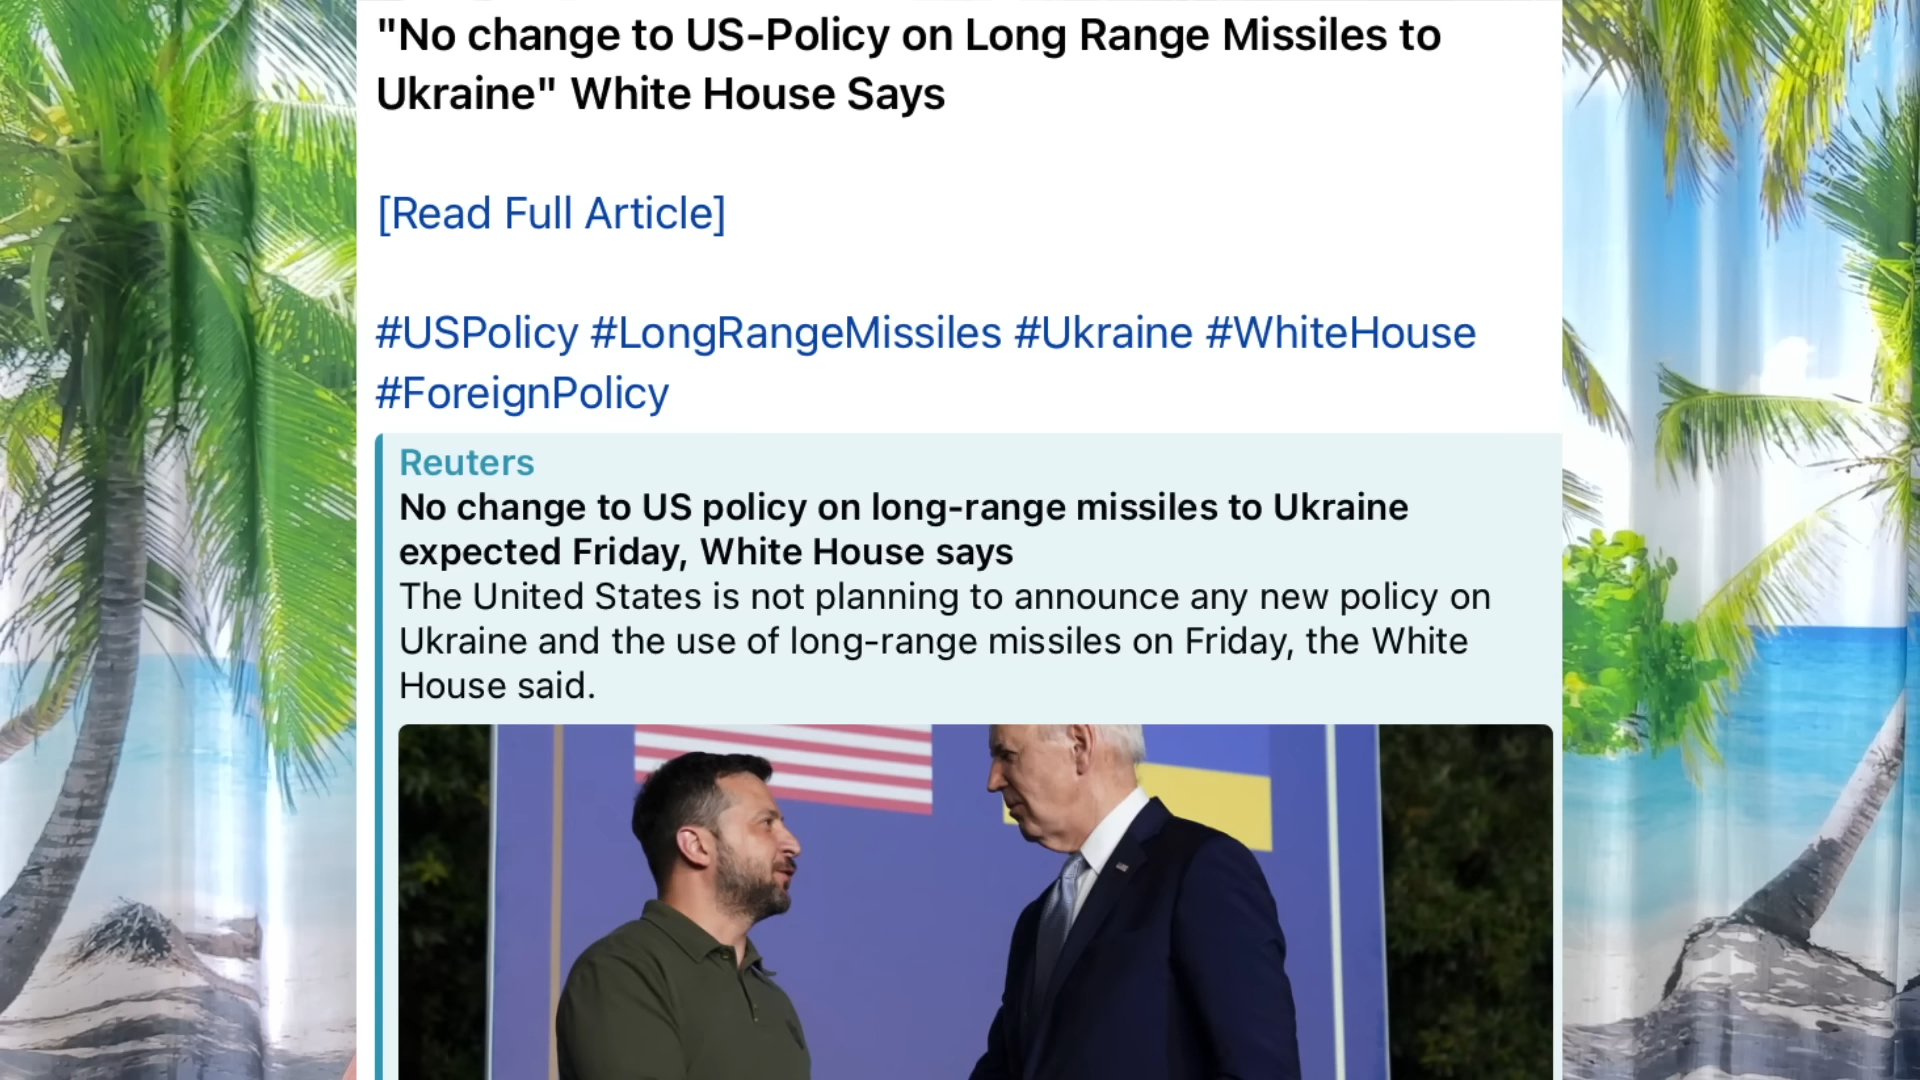 "No change to US-Policy on Long Range Missiles to
Ukraine" White House Says
[Read Full Article]
#USPolicy #LongRangeMissiles #Ukraine #WhiteHouse
#ForeignPolicy
Reuters
No change to US policy on long-range missiles to Ukraine
expected Friday, White House says
The United States is not planning to announce any new policy on
Ukraine and the use of long-range missiles on Friday, the White
House said.